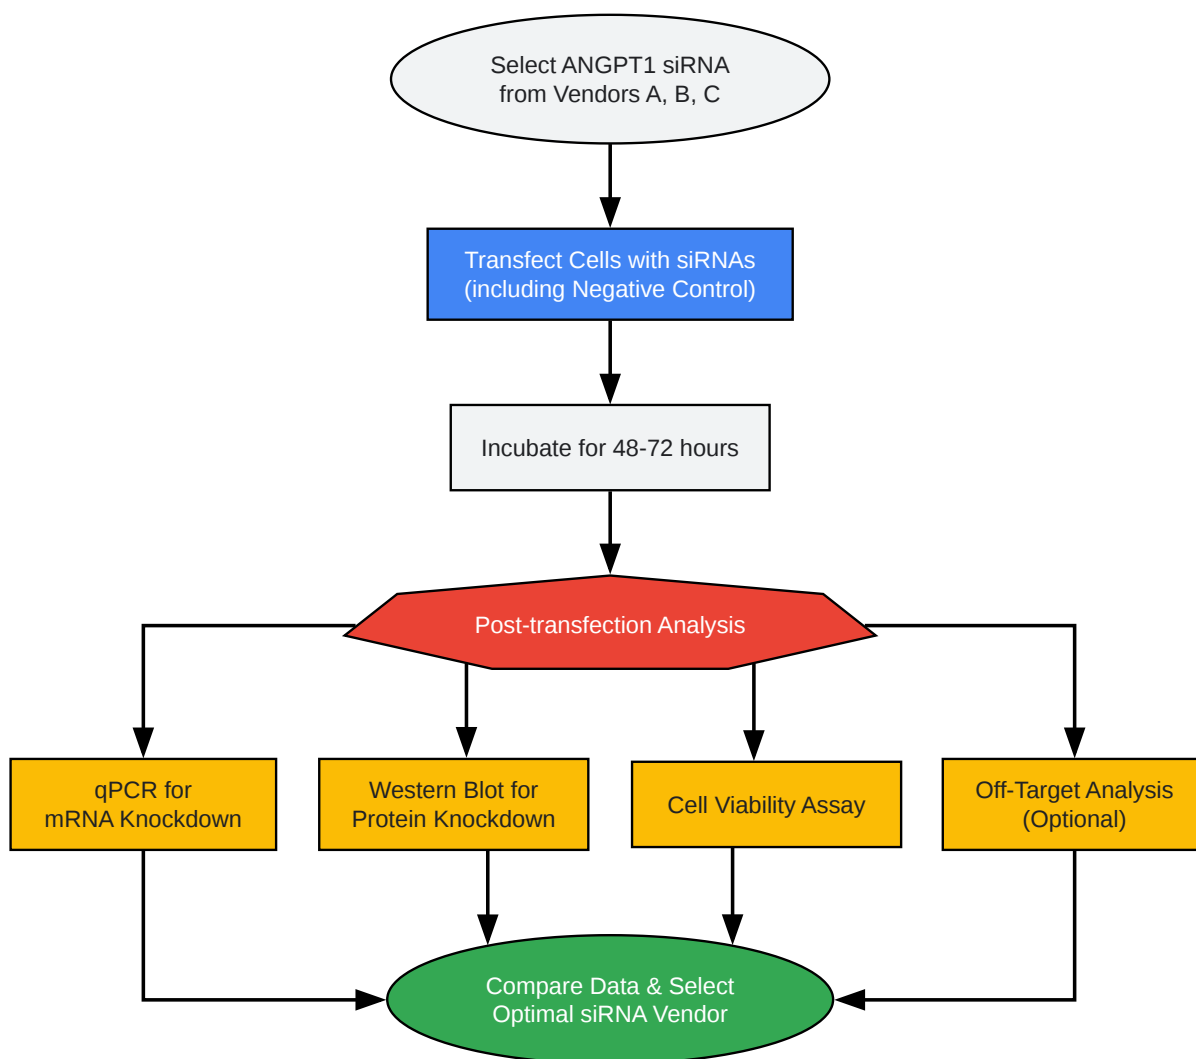 Select ANGPT1 siRNA
from Vendors A, B, C
Transfect Cells with siRNAs
(including Negative Control)
Incubate for 48-72 hours
Post-transfection Analysis
qPCR for
mRNA Knockdown
Western Blot for
Protein Knockdown
Cell Viability Assay
Off-Target Analysis
(Optional)
Compare Data & Select
Optimal siRNA Vendor